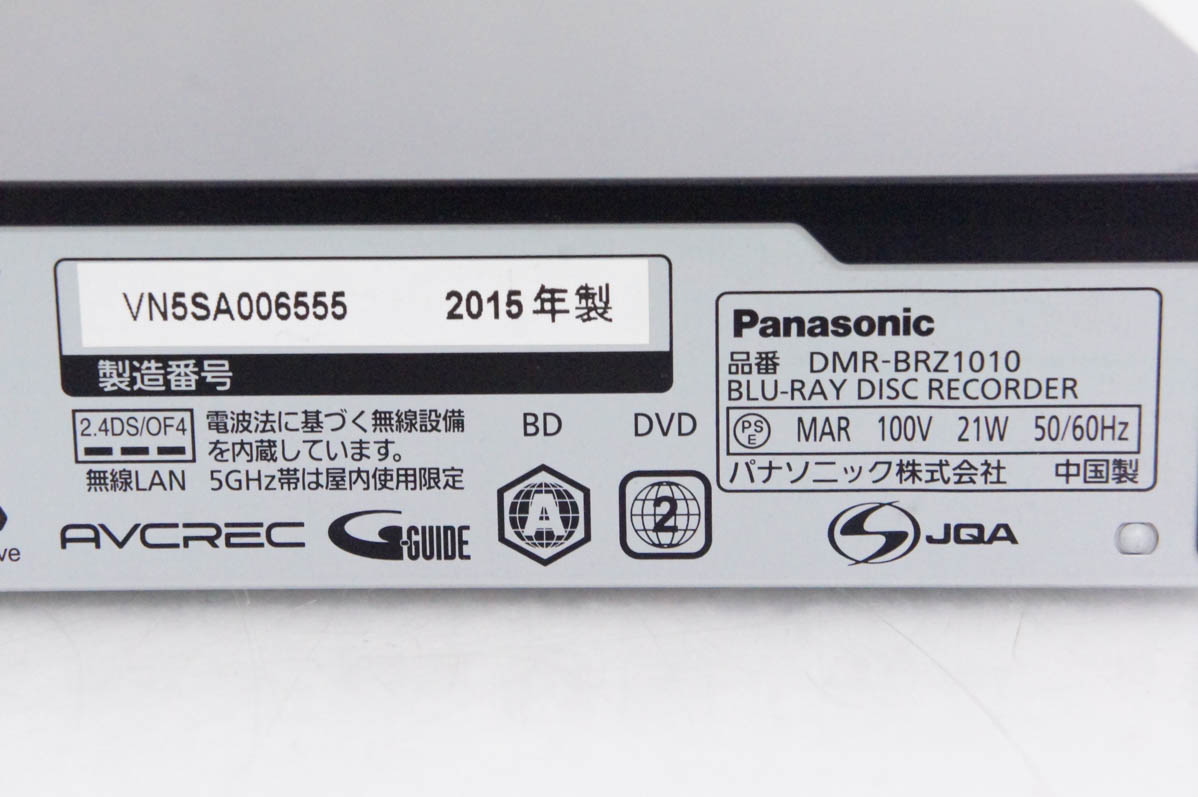 VN5SA006555 2015年製
製造番号
2.4DS/OF4
無線LAN
電波法に基づく無線設備
を内蔵しています。
5GHz帯は屋内使用限定
BD DVD
A 2
AVCREC G-GUIDE
ve
Panasonic
品番 DMR-BRZ1010
BLU-RAY DISC RECORDER
PSE MAR 100V 21W 50/60Hz
パナソニック株式会社 中国製
JQA